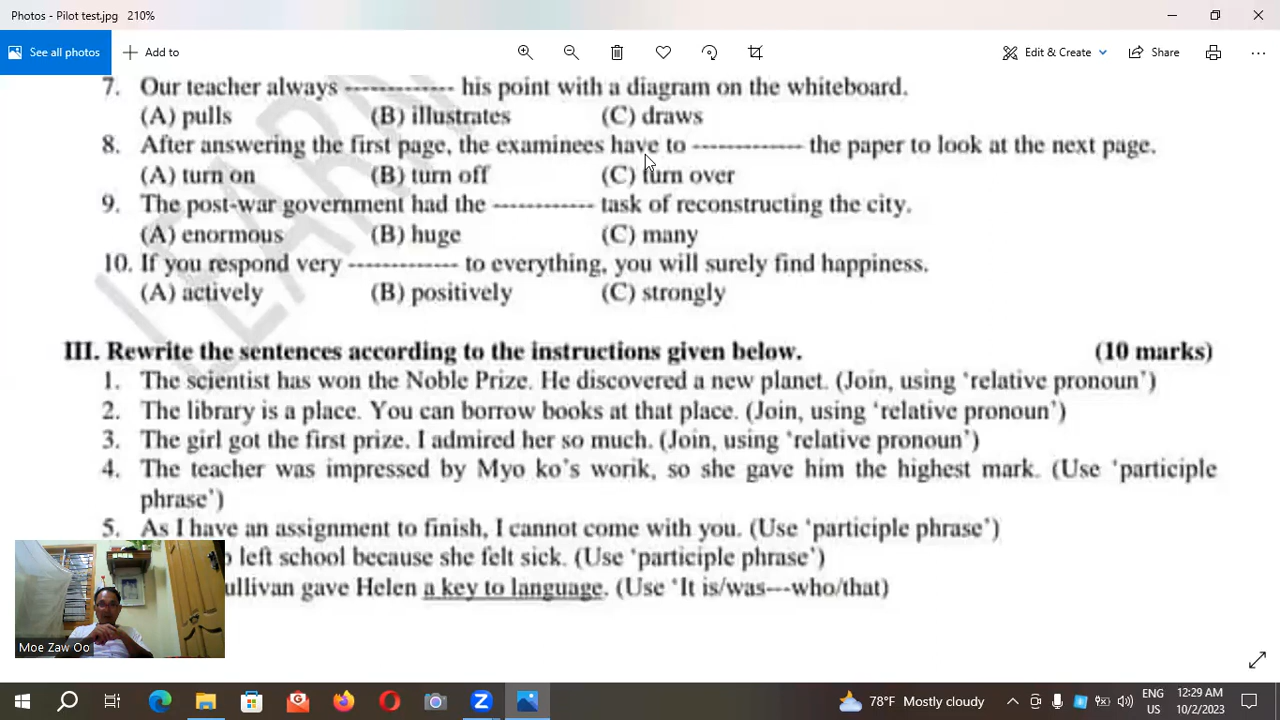 Photos - Pilot test.jpg 210%
See all photos
Add to
Edit & Create
Share
7. Our teacher always ------------- his point with a diagram on the whiteboard.
(A) pulls (B) illustrates (C) draws
8. After answering the first page, the examinees have to ------------- the paper to look at the next page.
(A) turn on (B) turn off (C) turn over
9. The post-war government had the ------------ task of reconstructing the city.
(A) enormous (B) huge (C) many
10. If you respond very ------------- to everything, you will surely find happiness.
(A) actively (B) positively (C) strongly
III. Rewrite the sentences according to the instructions given below. (10 marks)
1. The scientist has won the Noble Prize. He discovered a new planet. (Join, using ‘relative pronoun’)
2. The library is a place. You can borrow books at that place. (Join, using ‘relative pronoun’)
3. The girl got the first prize. I admired her so much. (Join, using ‘relative pronoun’)
4. The teacher was impressed by Myo ko’s worik, so she gave him the highest mark. (Use ‘participle
phrase’)
5. As I have an assignment to finish, I cannot come with you. (Use ‘participle phrase’)
left school because she felt sick. (Use ‘participle phrase’)
ullivan gave Helen a key to language. (Use ‘It is/was---who/that)
LEARN
Moe Zaw Oo
78°F Mostly cloudy
ENG
US
12:29 AM
10/2/2023